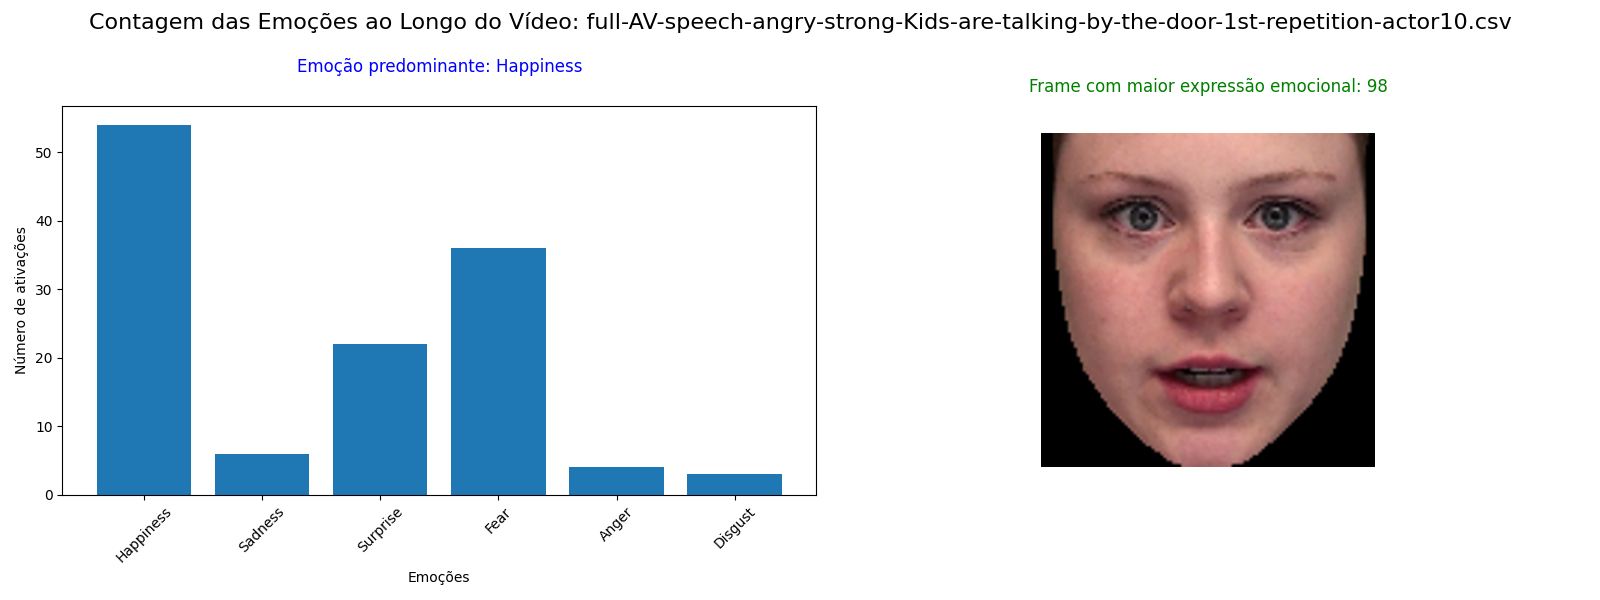 Contagem das Emoções ao Longo do Vídeo: full-AV-speech-angry-strong-Kids-are-talking-by-the-door-1st-repetition-actor10.csv
Emoção predominante: Happiness
Número de ativações
50
40
30
20
10
0
Happiness
Sadness
Surprise
Fear
Anger
Disgust
Emoções
Frame com maior expressão emocional: 98